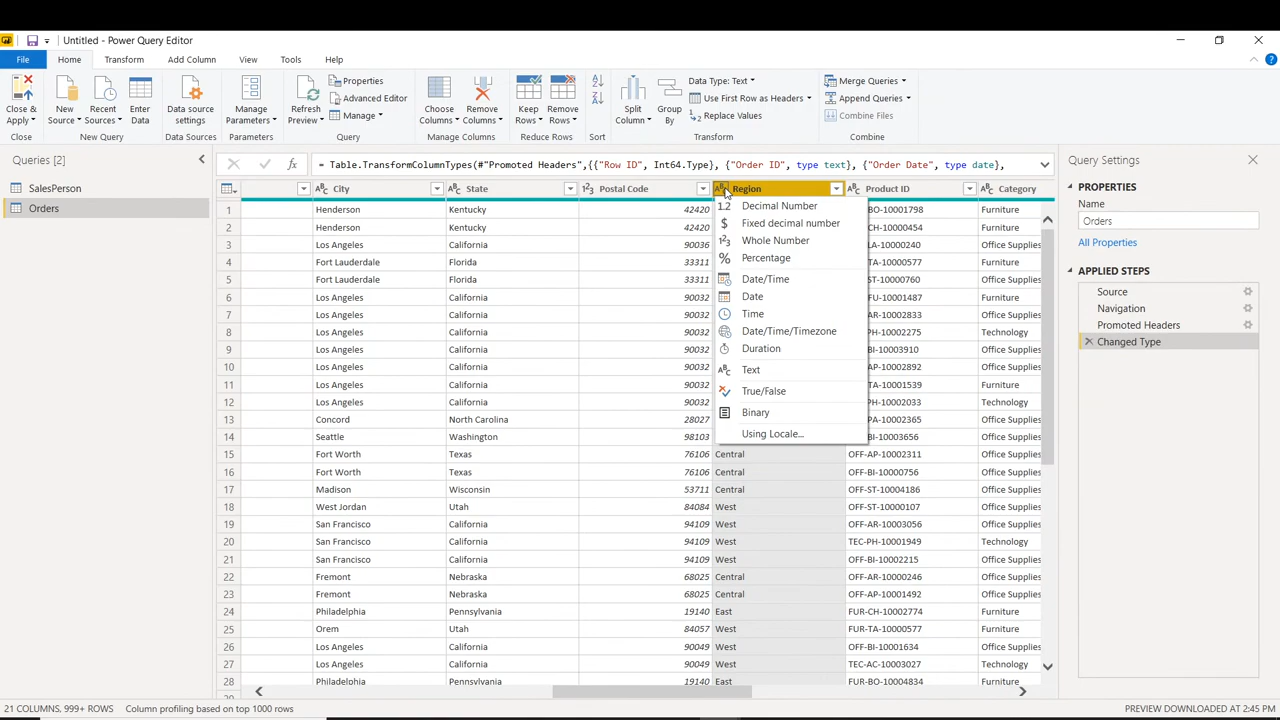 Untitled - Power Query Editor
File Home Transform Add Column View Tools Help
Close & Apply
New Source
Recent Sources
Enter Data
Data source settings
Manage Parameters
Refresh Preview
Properties
Advanced Editor
Manage
Choose Columns
Remove Columns
Keep Rows
Remove Rows
Split Column
Group By
Data Type: Text
Use First Row as Headers
Replace Values
Merge Queries
Append Queries
Combine Files
Close New Query Data Sources Parameters Query Manage Columns Reduce Rows Sort Transform Combine
Queries [2]
SalesPerson
Orders
fx = Table.TransformColumnTypes(#"Promoted Headers",{{"Row ID", Int64.Type}, {"Order ID", type text}, {"Order Date", type date},
City State Postal Code Region Product ID Category
1 Henderson Kentucky 42420 BO-10001798 Furniture
2 Henderson Kentucky 42420 CH-10000454 Furniture
3 Los Angeles California 90036 LA-10000240 Office Supplies
4 Fort Lauderdale Florida 33311 TA-10000577 Furniture
5 Fort Lauderdale Florida 33311 ST-10000760 Office Supplies
6 Los Angeles California 90032 FU-10001487 Furniture
7 Los Angeles California 90032 AR-10002833 Office Supplies
8 Los Angeles California 90032 PH-10002275 Technology
9 Los Angeles California 90032 BI-10003910 Office Supplies
10 Los Angeles California 90032 AP-10002892 Office Supplies
11 Los Angeles California 90032 TA-10001539 Furniture
12 Los Angeles California 90032 PH-10002033 Technology
13 Concord North Carolina 28027 PA-10002365 Office Supplies
14 Seattle Washington 98103 BI-10003656 Office Supplies
15 Fort Worth Texas 76106 Central OFF-AP-10002311 Office Supplies
16 Fort Worth Texas 76106 Central OFF-BI-10000756 Office Supplies
17 Madison Wisconsin 53711 Central OFF-ST-10004186 Office Supplies
18 West Jordan Utah 84084 West OFF-ST-10000107 Office Supplies
19 San Francisco California 94109 West OFF-AR-10003056 Office Supplies
20 San Francisco California 94109 West TEC-PH-10001949 Technology
21 San Francisco California 94109 West OFF-BI-10002215 Office Supplies
22 Fremont Nebraska 68025 Central OFF-AR-10000246 Office Supplies
23 Fremont Nebraska 68025 Central OFF-AP-10001492 Office Supplies
24 Philadelphia Pennsylvania 19140 East FUR-CH-10002774 Furniture
25 Orem Utah 84057 West FUR-TA-10000577 Furniture
26 Los Angeles California 90049 West OFF-BI-10001634 Office Supplies
27 Los Angeles California 90049 West TEC-AC-10003027 Technology
28 Philadelphia Pennsylvania 19140 East FUR-BO-10004834 Furniture
1.2 Decimal Number
$ Fixed decimal number
123 Whole Number
% Percentage
Date/Time
Date
Time
Date/Time/Timezone
Duration
ABC Text
True/False
Binary
Using Locale...
Query Settings
PROPERTIES
Name
Orders
All Properties
APPLIED STEPS
Source
Navigation
Promoted Headers
Changed Type
21 COLUMNS, 999+ ROWS Column profiling based on top 1000 rows PREVIEW DOWNLOADED AT 2:45 PM